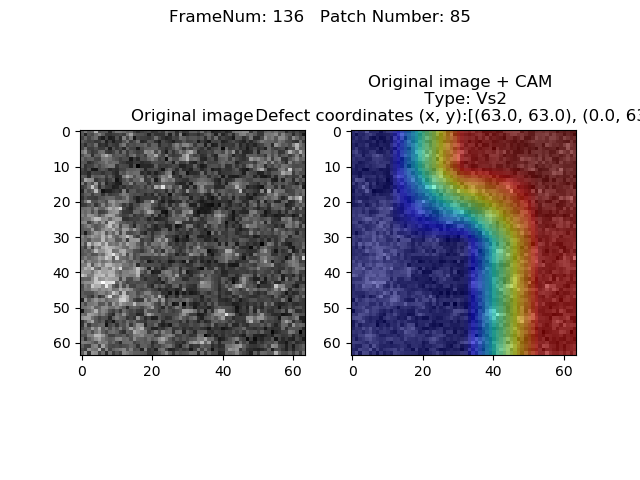 FrameNum: 136   Patch Number: 85
Original image + CAM
Type: Vs2
Original image
Defect coordinates (x, y):[(63.0, 63.0), (0.0, 63
0
10
20
30
40
50
60
0 20 40 60
0
10
20
30
40
50
60
0 20 40 60